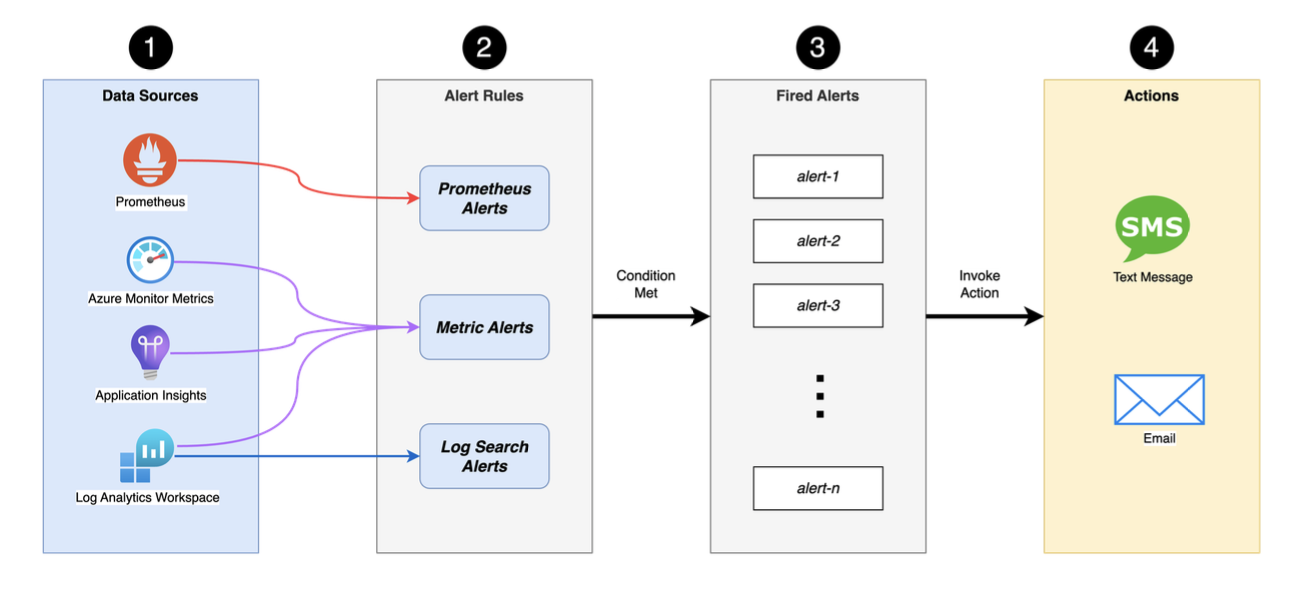 1
2
3
4
Data Sources
Prometheus
Azure Monitor Metrics
Application Insights
Log Analytics Workspace
Alert Rules
Prometheus
Alerts
Metric Alerts
Log Search
Alerts
Condition
Met
Fired Alerts
alert-1
alert-2
alert-3
alert-n
Invoke
Action
Actions
SMS
Text Message
Email